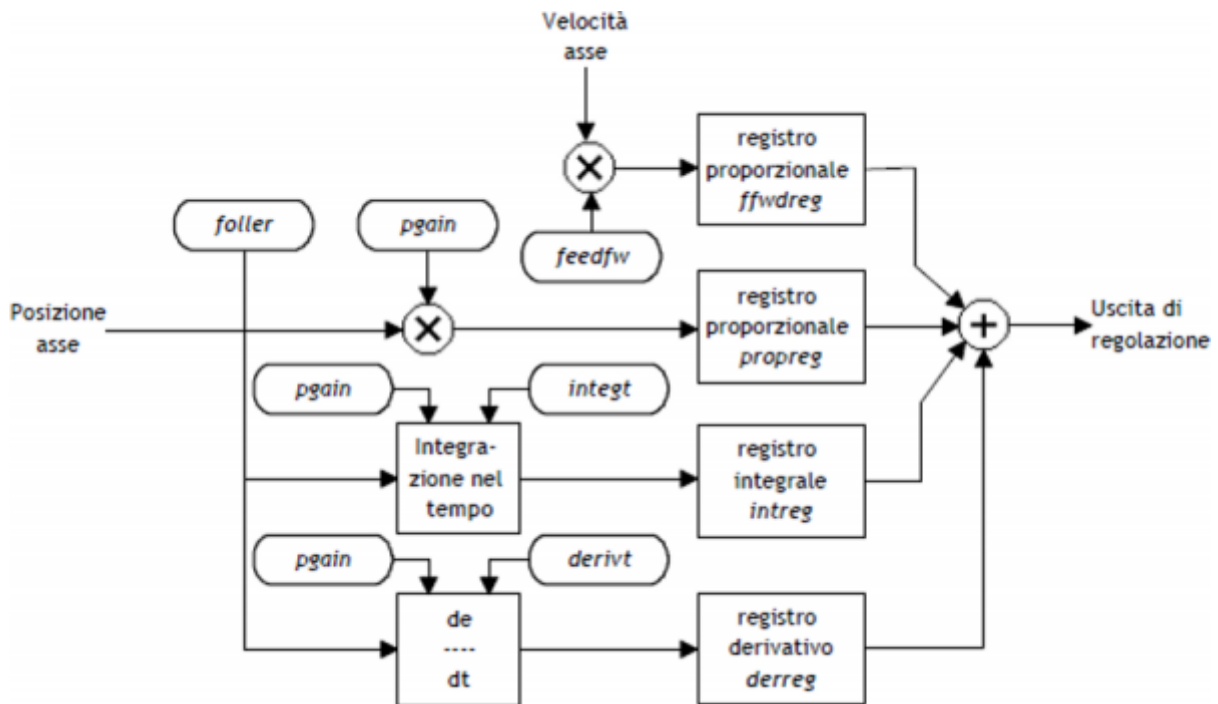 Velocità
asse
registro
proporzionale
ffwdreg
foller
pgain
feedfw
Posizione
asse
registro
proporzionale
propreg
Uscita di
regolazione
pgain
integt
Integra-
zione nel
tempo
registro
integrale
intreg
pgain
derivt
de
----
dt
registro
derivativo
derreg